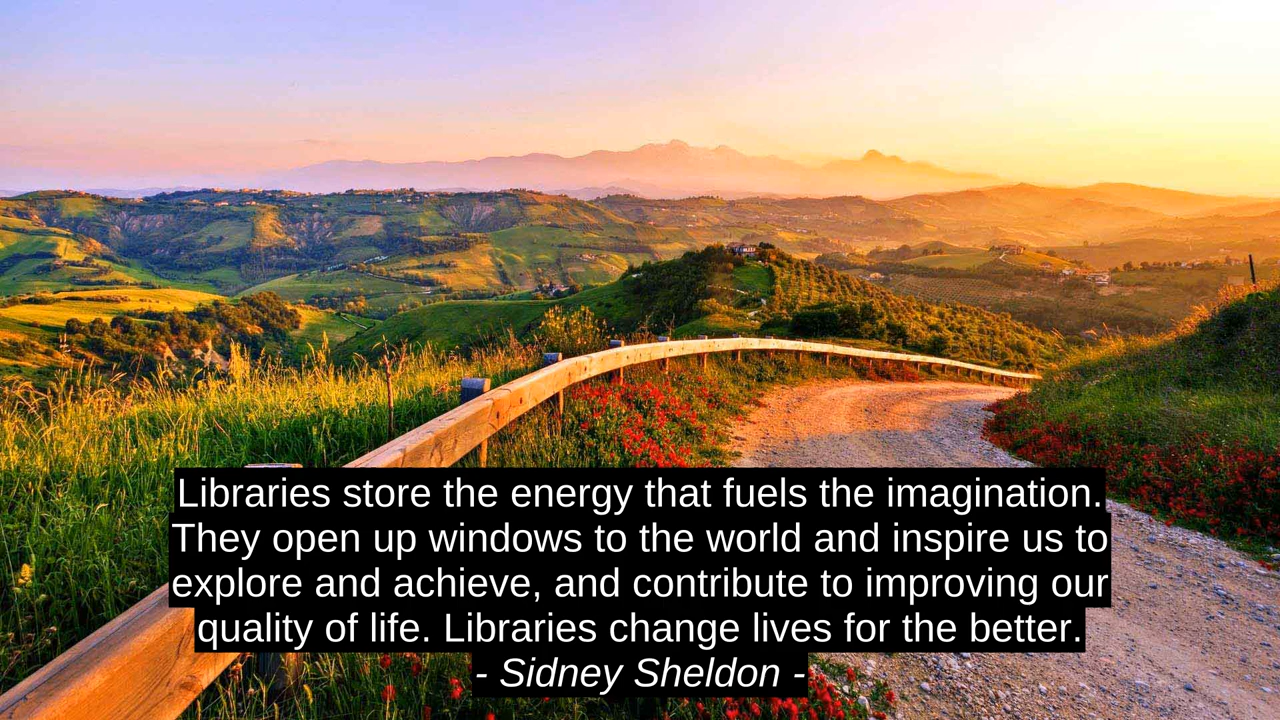 Libraries store the energy that fuels the imagination.
They open up windows to the world and inspire us to
explore and achieve, and contribute to improving our
quality of life. Libraries change lives for the better.
- Sidney Sheldon -